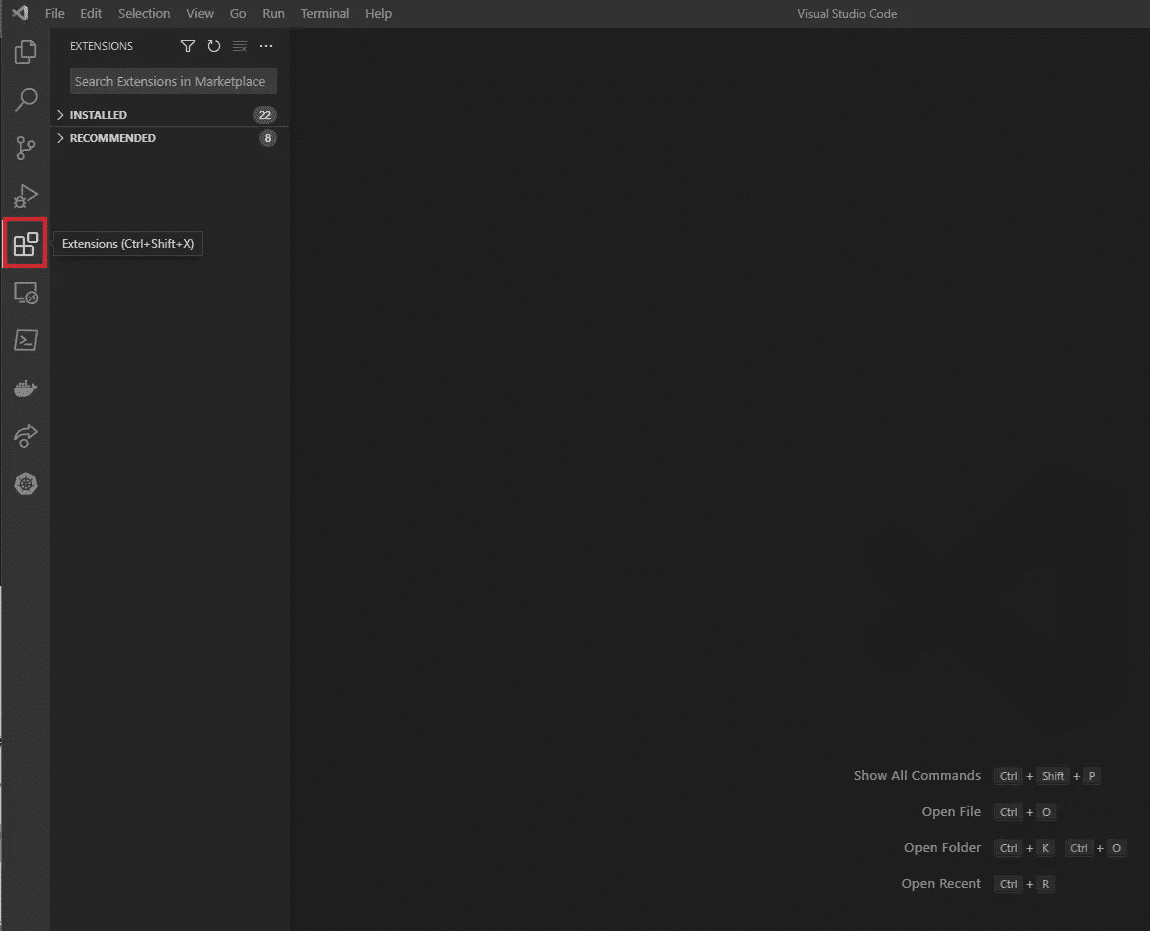 File Edit Selection View Go Run Terminal Help Visual Studio Code
EXTENSIONS
Search Extensions in Marketplace
INSTALLED 22
RECOMMENDED 8
Extensions (Ctrl+Shift+X)
Show All Commands Ctrl + Shift + P
Open File Ctrl + O
Open Folder Ctrl + K Ctrl + O
Open Recent Ctrl + R